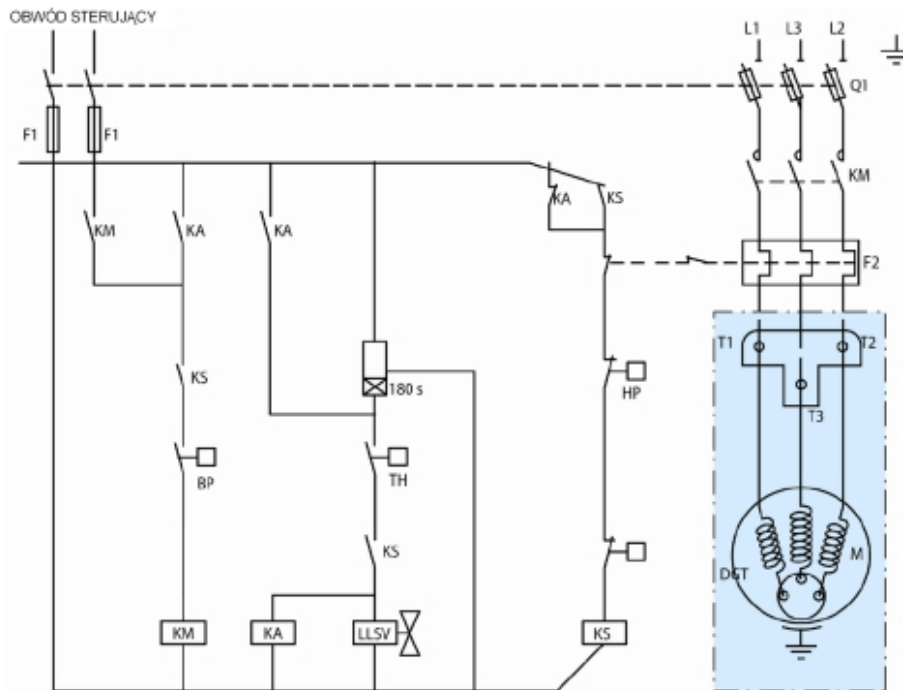 OBWÓD STERUJĄCY
L1 L3 L2
Q1
F1 F1
KM
KM KA KA KA KS
F2
T1 T2
180 s
KS HP
T3
BP TH
KS
DGT M
KM KA LLSV KS